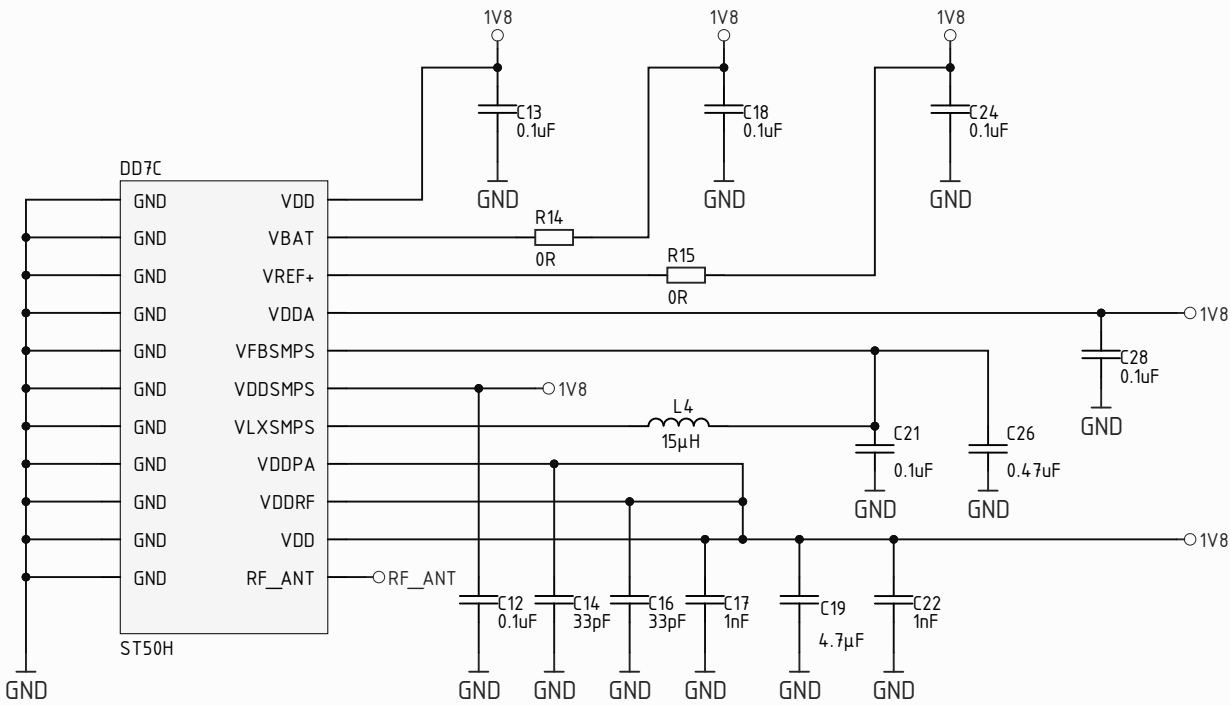 1V8
1V8
1V8
C13
0.1uF
C18
0.1uF
C24
0.1uF
GND
GND
GND
DD7C
GND VDD
R14
GND VBAT
0R
R15
GND VREF+
0R
GND VDDA
1V8
GND VFBSMPS
C28
0.1uF
GND
GND VDDSMPS
1V8
L4
15µH
GND VLXSMPS
C21
0.1uF
GND
C26
0.47uF
GND
GND VDDPA
GND VDDRF
GND VDD
1V8
GND RF_ANT
RF_ANT
C12
0.1uF
C14
33pF
C16
33pF
C17
1nF
C19
4.7µF
C22
1nF
ST50H
GND
GND
GND
GND
GND
GND
GND